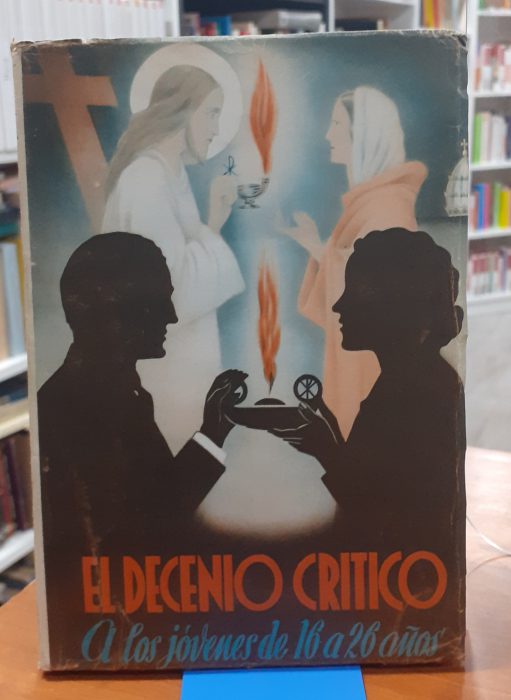 EL DECENIO CRITICO
A los jóvenes de 16 a 26 años